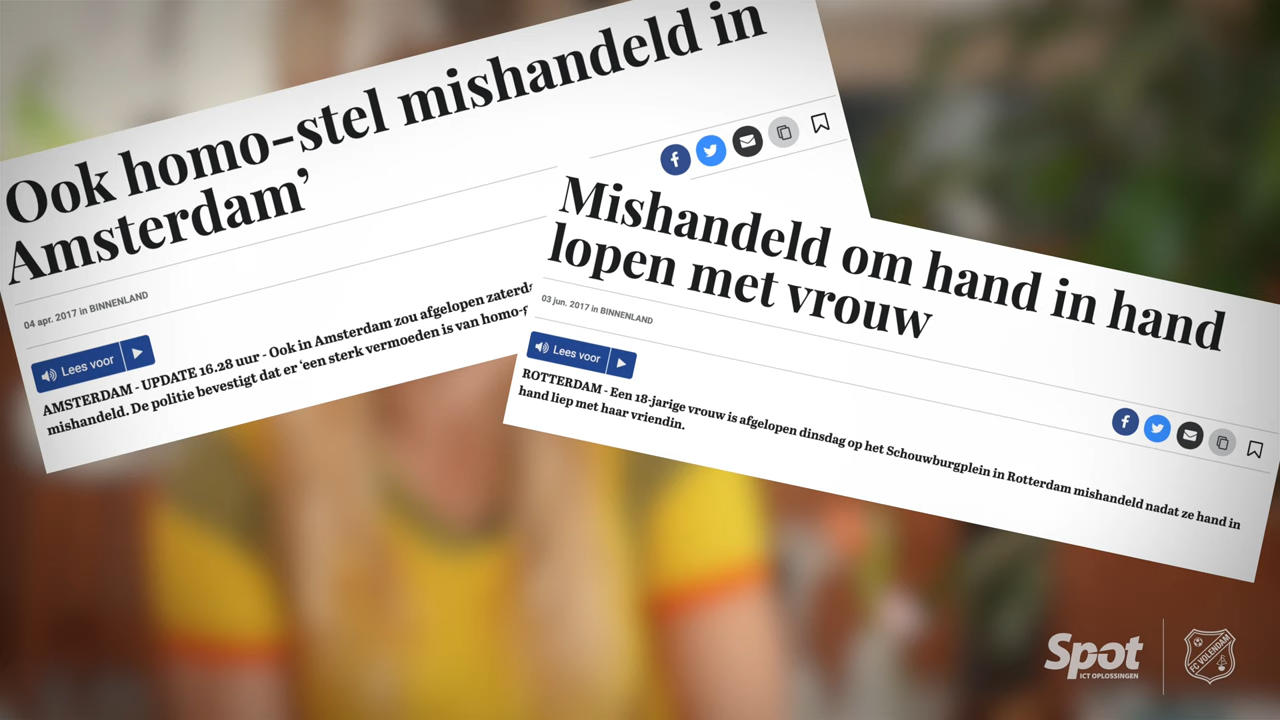 Ook homo-stel mishandeld in
Amsterdam’
04 apr. 2017 in BINNENLAND
Lees voor
AMSTERDAM - UPDATE 16.28 uur - Ook in Amsterdam zou afgelopen
mishandeld. De politie bevestigt dat er ‘een sterk vermoeden is van
Mishandeld om hand in hand
lopen met vrouw
03 jun. 2017 in BINNENLAND
Lees voor
ROTTERDAM - Een 18-jarige vrouw is afgelopen dinsdag op het Schouwburgplein in Rotterdam mishandeld nadat ze hand in
hand liep met haar vriendin.
Spot
ICT OPLOSSINGEN
FC VOLENDAM